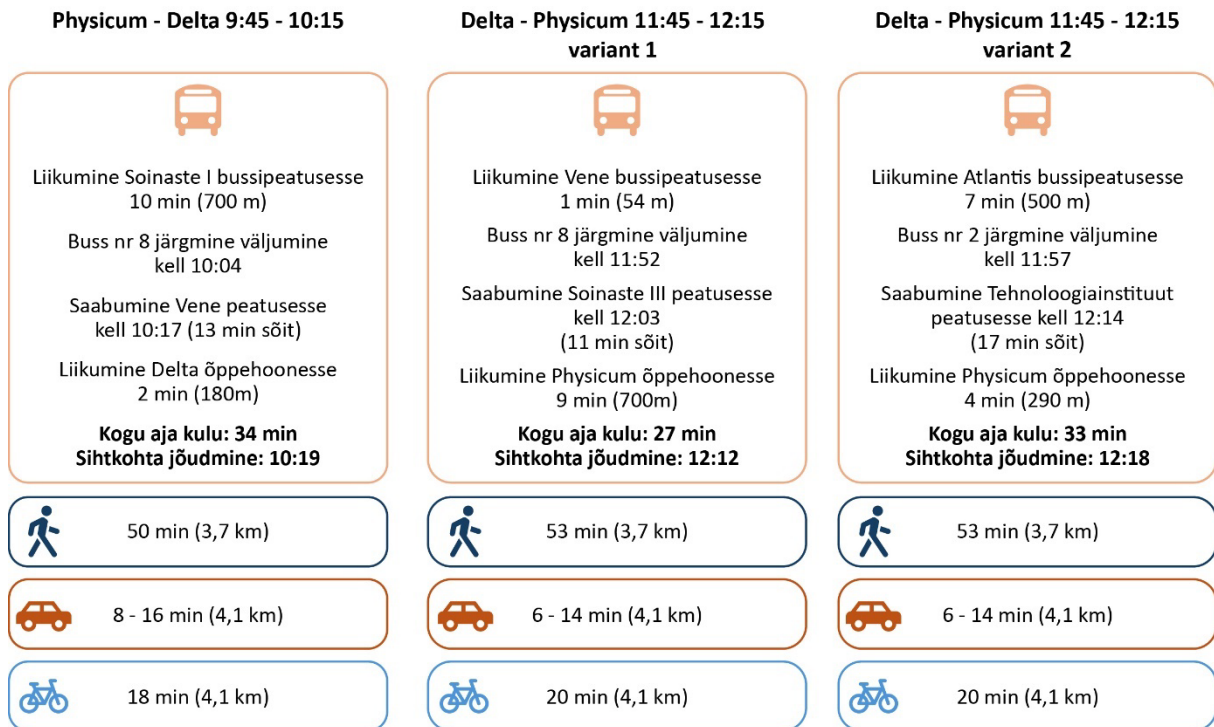 Physicum - Delta 9:45 - 10:15
Liikumine Soinaste I bussipeatusesse
10 min (700 m)
Buss nr 8 järgmine väljumine
kell 10:04
Saabumine Vene peatusesse
kell 10:17 (13 min sõit)
Liikumine Delta õppehoonesse
2 min (180m)
Kogu aja kulu: 34 min
Sihtkohta jõudmine: 10:19
50 min (3,7 km)
8 - 16 min (4,1 km)
18 min (4,1 km)
Delta - Physicum 11:45 - 12:15
variant 1
Liikumine Vene bussipeatusesse
1 min (54 m)
Buss nr 8 järgmine väljumine
kell 11:52
Saabumine Soinaste III peatusesse
kell 12:03
(11 min sõit)
Liikumine Physicum õppehoonesse
9 min (700m)
Kogu aja kulu: 27 min
Sihtkohta jõudmine: 12:12
53 min (3,7 km)
6 - 14 min (4,1 km)
20 min (4,1 km)
Delta - Physicum 11:45 - 12:15
variant 2
Liikumine Atlantis bussipeatusesse
7 min (500 m)
Buss nr 2 järgmine väljumine
kell 11:57
Saabumine Tehnoloogiainstituut
peatusesse kell 12:14
(17 min sõit)
Liikumine Physicum õppehoonesse
4 min (290 m)
Kogu aja kulu: 33 min
Sihtkohta jõudmine: 12:18
53 min (3,7 km)
6 - 14 min (4,1 km)
20 min (4,1 km)